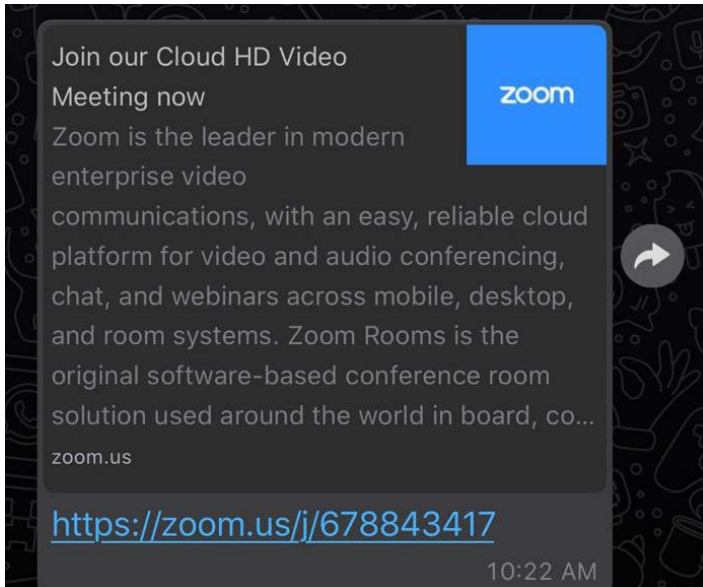 Join our Cloud HD Video
Meeting now
zoom
Zoom is the leader in modern
enterprise video
communications, with an easy, reliable cloud
platform for video and audio conferencing,
chat, and webinars across mobile, desktop,
and room systems. Zoom Rooms is the
original software-based conference room
solution used around the world in board, co...
zoom.us
https://zoom.us/j/678843417
10:22 AM